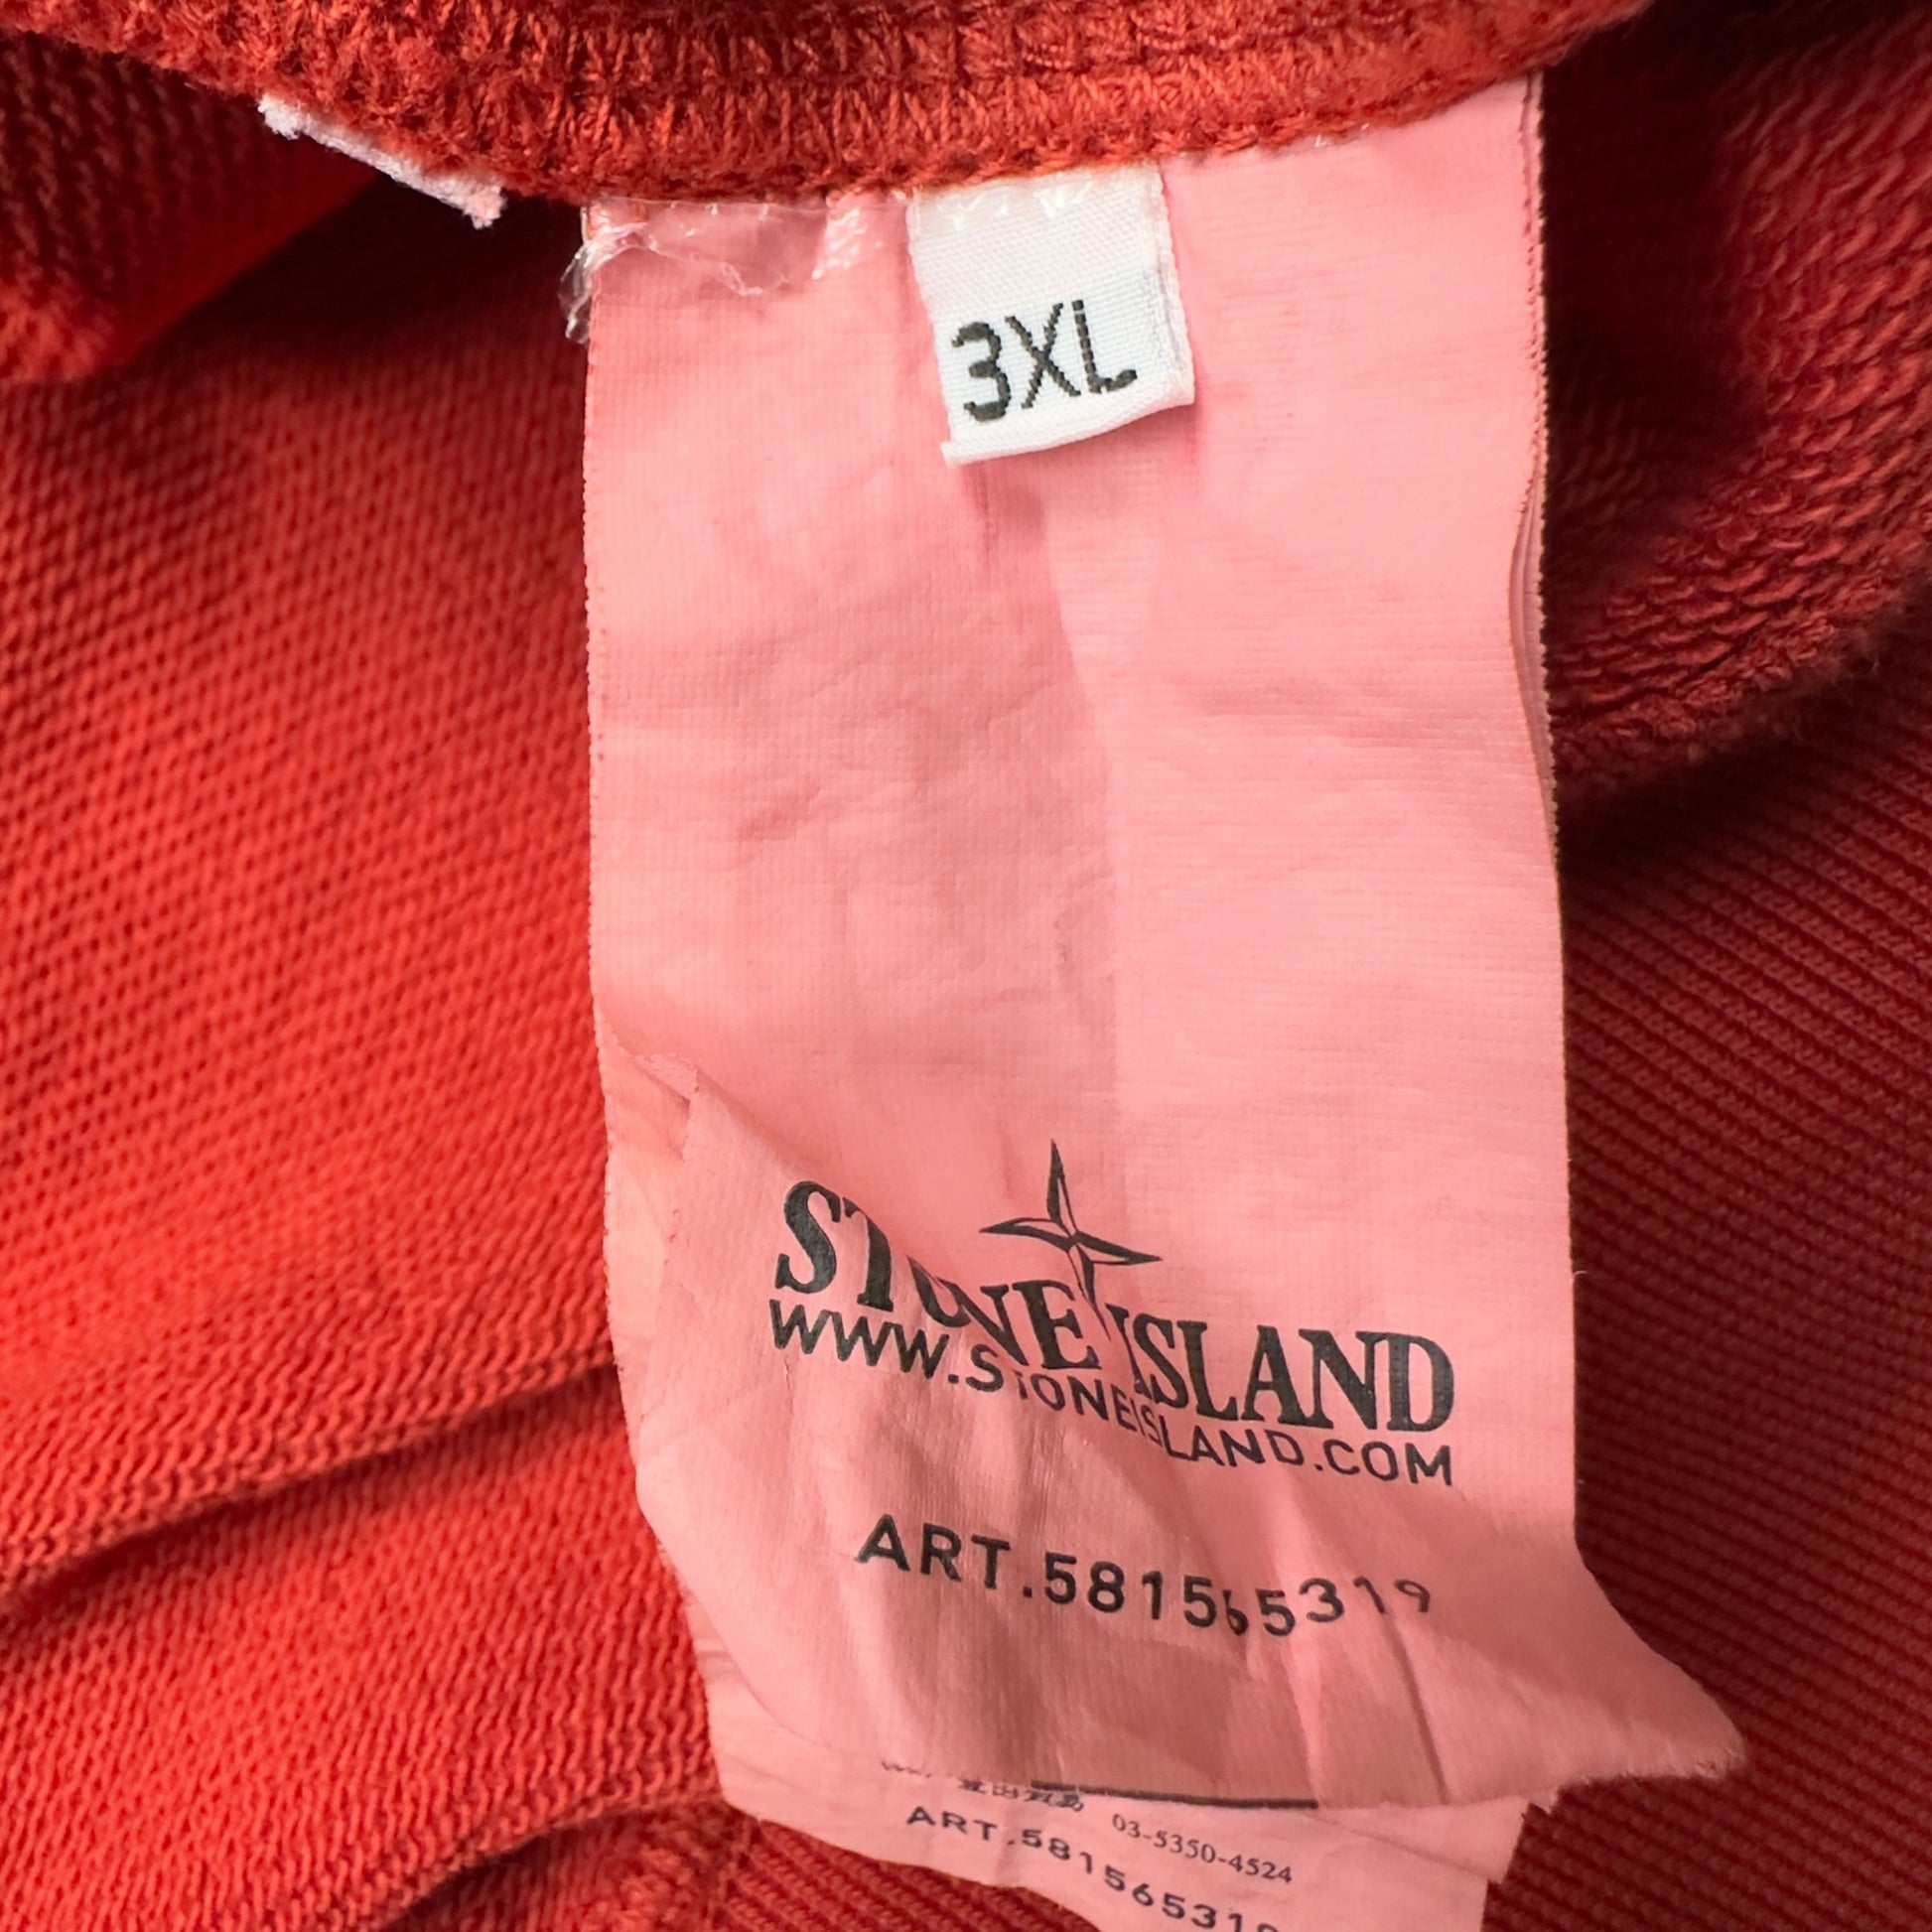 3XL
STONE ISLAND
WWW.STONEISLAND.COM
ART.581565319
03-5350-4524
ART.581565319